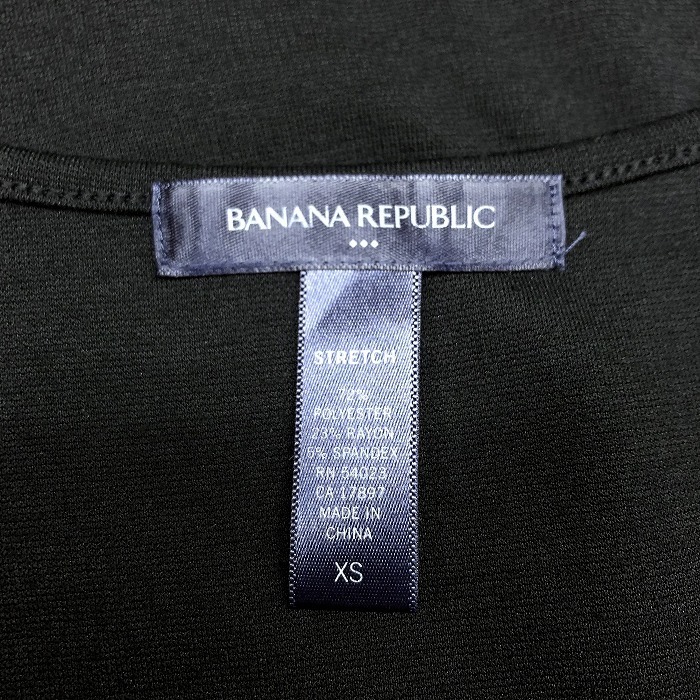 BANANA REPUBLIC
STRETCH
72%
POLYESTER
23% RAYON
5% SPANDEX
RN 54023
CA 17897
MADE IN
CHINA
XS